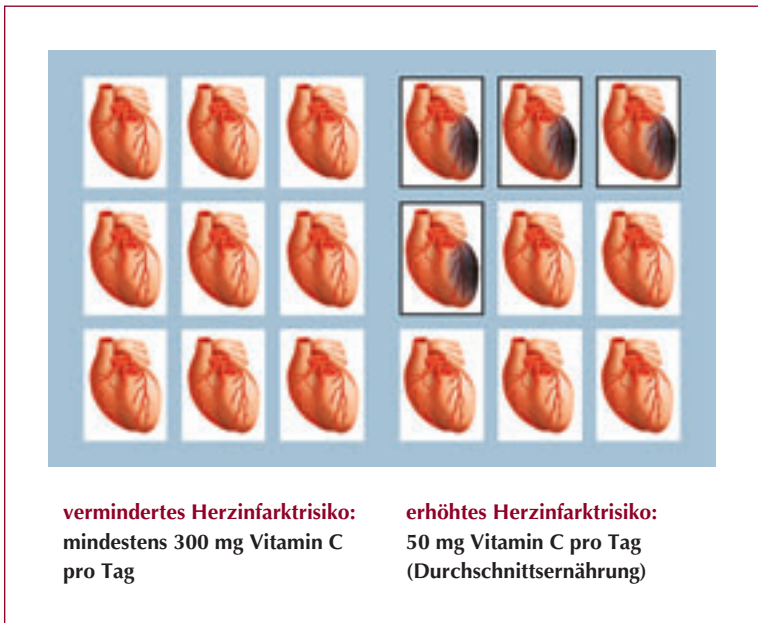 vermindertes Herzinfarktrisiko:
mindestens 300 mg Vitamin C
pro Tag
erhöhtes Herzinfarktrisiko:
50 mg Vitamin C pro Tag
(Durchschnittsernährung)